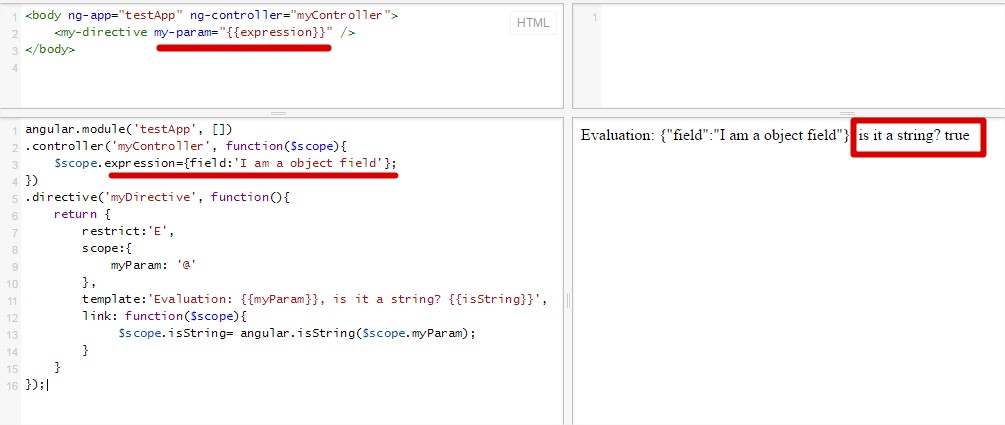 1 <body ng-app="testApp" ng-controller="myController">
2 <my-directive my-param="{{expression}}" />
3 </body>
4
HTML
1
1 angular.module('testApp', [])
2 .controller('myController', function($scope){
3 $scope.expression={field:'I am a object field'};
4 })
5 .directive('myDirective', function(){
6 return {
7 restrict:'E',
8 scope:{
9 myParam: '@'
10 },
11 template:'Evaluation: {{myParam}}, is it a string? {{isString}}',
12 link: function($scope){
13 $scope.isString= angular.isString($scope.myParam);
14 }
15 }
16 });
Evaluation: {"field":"I am a object field"}, is it a string? true